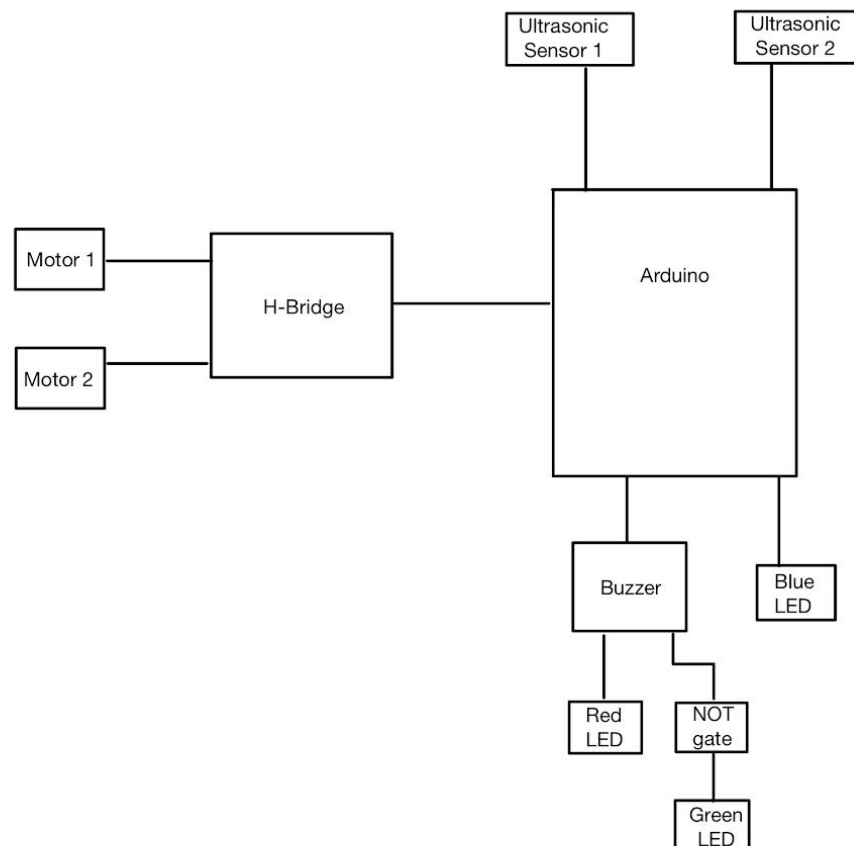 Ultrasonic
Sensor 1
Ultrasonic
Sensor 2
Motor 1
H-Bridge
Arduino
Motor 2
Buzzer
Blue
LED
Red
LED
NOT
gate
Green
LED